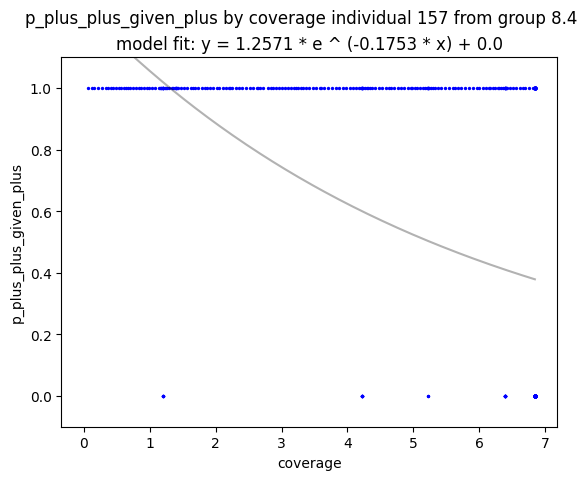 p_plus_plus_given_plus by coverage individual 157 from group 8.4
model fit: y = 1.2571 * e ^ (-0.1753 * x) + 0.0
1.0
0.8
0.6
0.4
0.2
0.0
p_plus_plus_given_plus
0 1 2 3 4 5 6 7
coverage